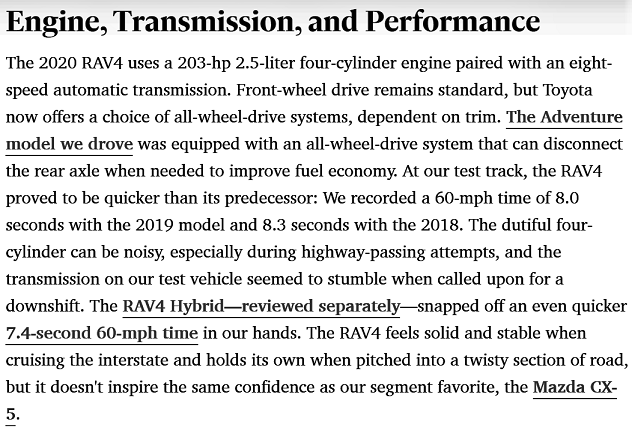 Engine, Transmission, and Performance
The 2020 RAV4 uses a 203-hp 2.5-liter four-cylinder engine paired with an eight-
speed automatic transmission. Front-wheel drive remains standard, but Toyota
now offers a choice of all-wheel-drive systems, dependent on trim. The Adventure
model we drove was equipped with an all-wheel-drive system that can disconnect
the rear axle when needed to improve fuel economy. At our test track, the RAV4
proved to be quicker than its predecessor: We recorded a 60-mph time of 8.0
seconds with the 2019 model and 8.3 seconds with the 2018. The dutiful four-
cylinder can be noisy, especially during highway-passing attempts, and the
transmission on our test vehicle seemed to stumble when called upon for a
downshift. The RAV4 Hybrid—reviewed separately—snapped off an even quicker
7.4-second 60-mph time in our hands. The RAV4 feels solid and stable when
cruising the interstate and holds its own when pitched into a twisty section of road,
but it doesn't inspire the same confidence as our segment favorite, the Mazda CX-
5.